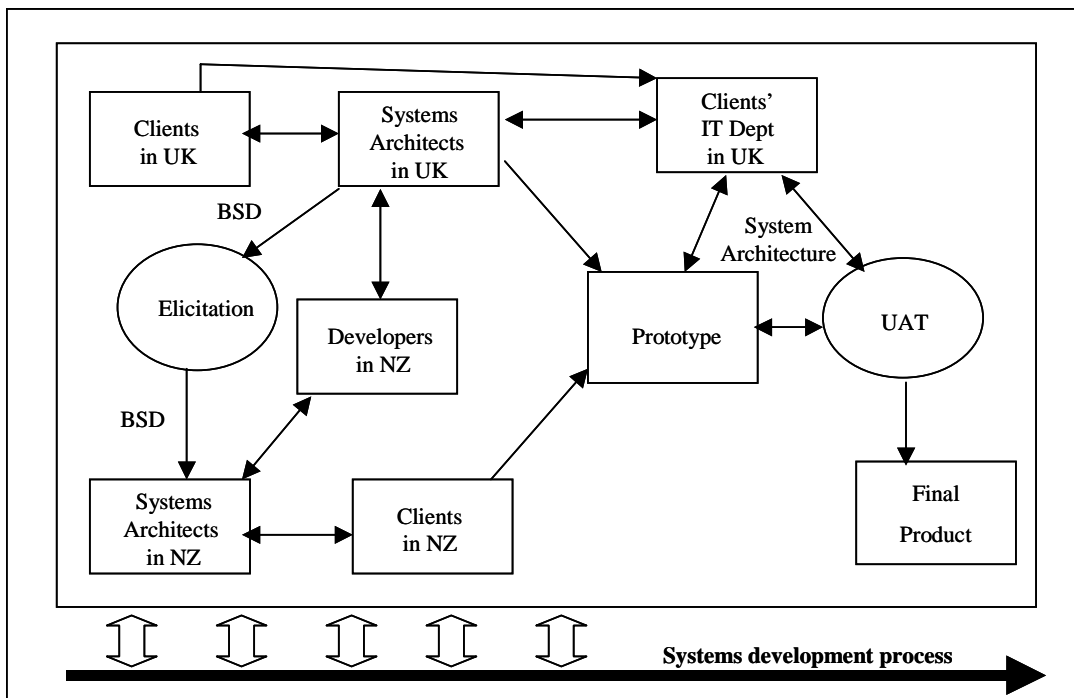 Clients
in UK
Systems
Architects
in UK
Clients’
IT Dept
in UK
BSD
System
Architecture
Elicitation
Developers
in NZ
Prototype
UAT
BSD
Systems
Architects
in NZ
Clients
in NZ
Final
Product
Systems development process